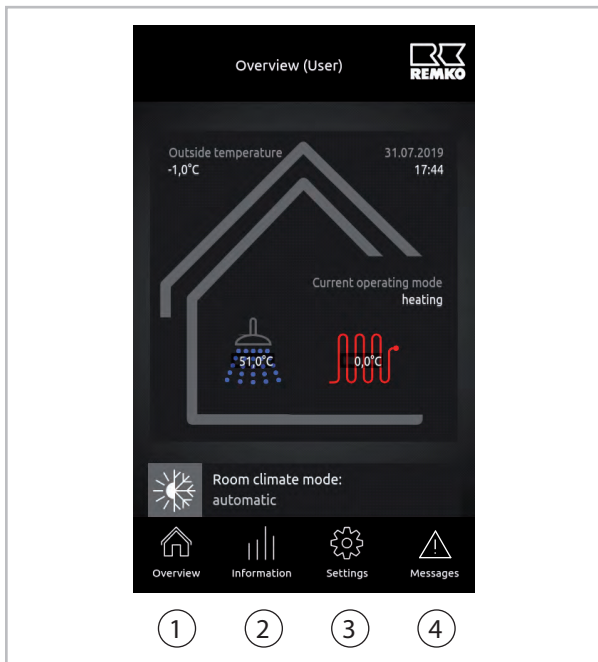 Overview (User)
REMKO
Outside temperature 31.07.2019
-1,0°C 17:44
Current operating mode
heating
51,0°C 0,0°C
Room climate mode:
automatic
Overview Information Settings Messages
1 2 3 4